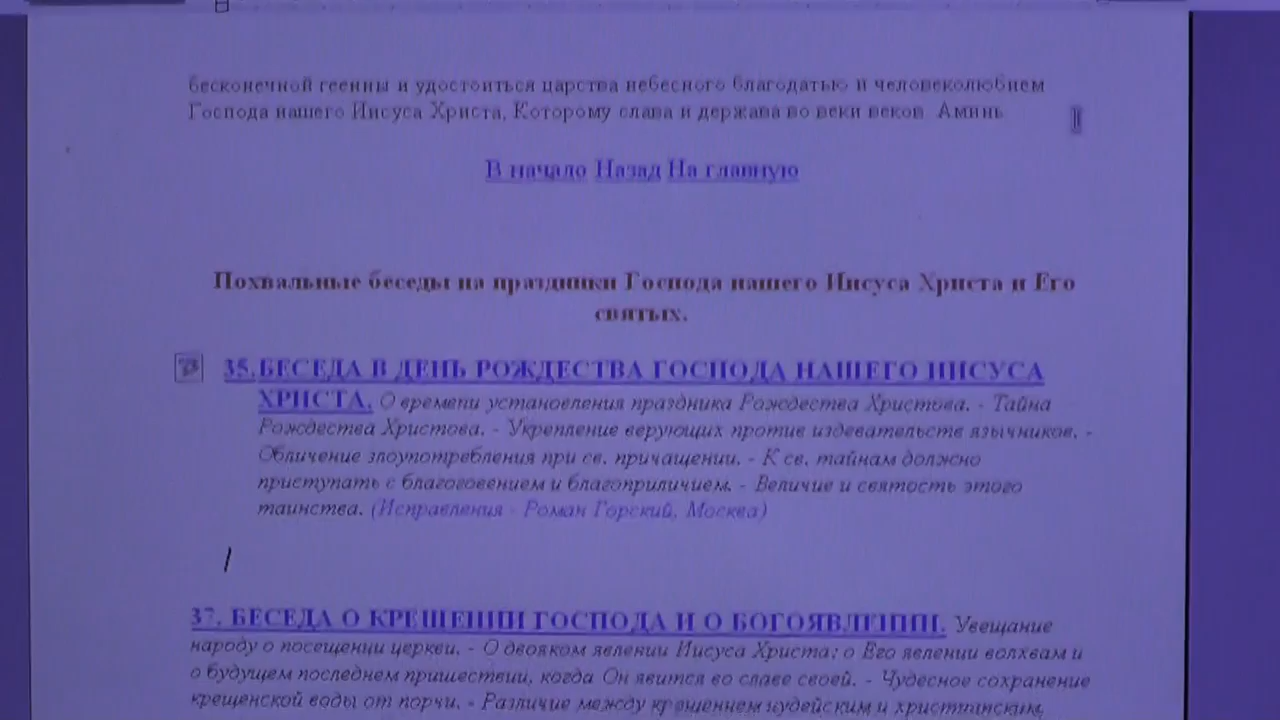 бесконечной геенны и удостоиться царства небесного благодатью и человеколюбием
Господа нашего Иисуса Христа, Которому слава и держава во веки веков Аминь
В начало Назад На главную
Похвальные беседы на праздники Господа нашего Иисуса Христа и Его
святых.
35. БЕСЕДА В ДЕНЬ РОЖДЕСТВА ГОСПОДА НАШЕГО ИИСУСА
ХРИСТА. О времени установления праздника Рождества Христова. - Тайна
Рождества Христова. - Укрепление верующих против издевательств язычников. -
Обличение злоупотребления при св. причащении. - К св. тайнам должно
приступать с благоговением и благоприличием. - Величие и святость этого
таинства. (Исправления - Роман Горский, Москва)
37. БЕСЕДА О КРЕЩЕНИИ ГОСПОДА И О БОГОЯВЛЕНИИ. Увещание
народу о посещении церкви. - О двояком явлении Иисуса Христа: о Его явлении волхвам и
о будущем последнем пришествии, когда Он явится во славе своей. - Чудесное сохранение
крещенской воды от порчи. - Различие между крещением иудейским и христианским,